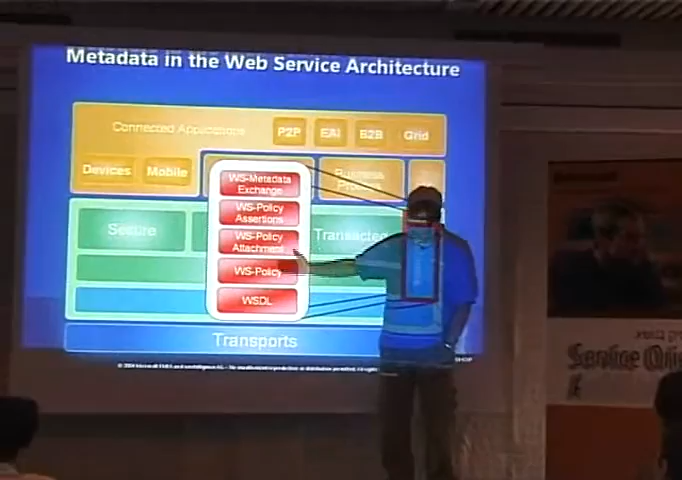 Metadata in the Web Service Architecture
Connected Applications
P2P
EAI
B2B
Grid
Devices
Mobile
Business
Process
WS-Metadata
Exchange
WS-Policy
Assertions
WS-Policy
Attachment
WS-Policy
WSDL
Secure
Transacted
Transports
Service